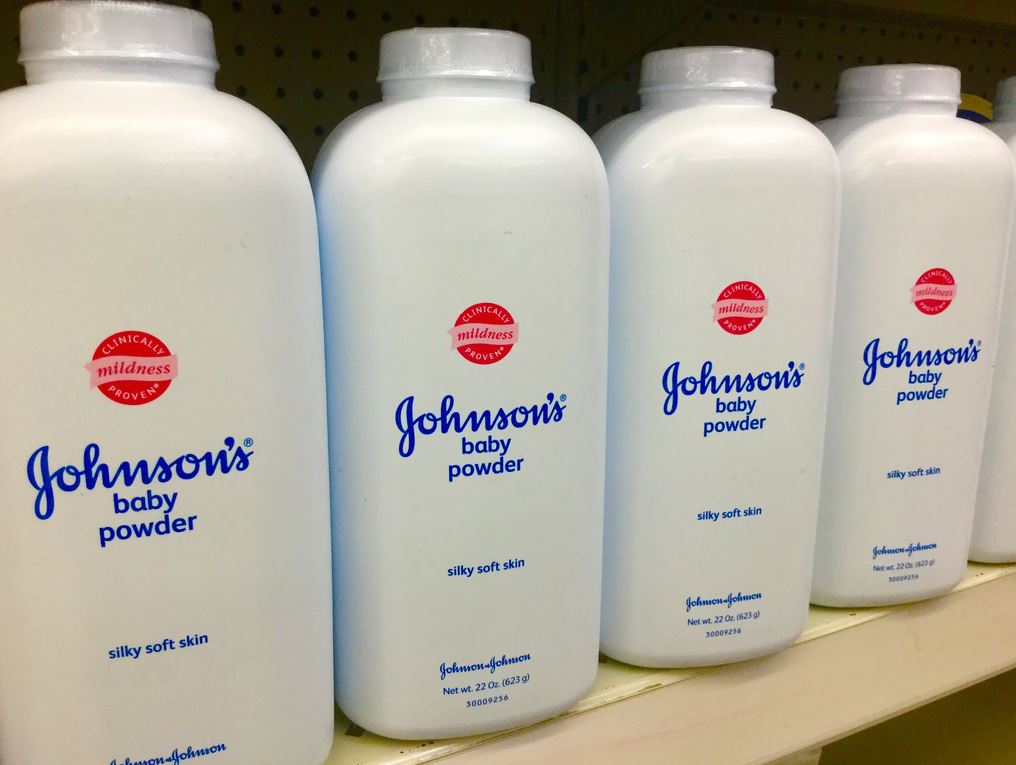 CLINICALLY
mildness
PROVEN®
Johnson's®
baby
powder
silky soft skin
Johnson & Johnson
CLINICALLY
mildness
PROVEN®
Johnson's®
baby
powder
silky soft skin
Johnson & Johnson
Net wt. 22 Oz. (623 g)
30009256
CLINICALLY
mildness
PROVEN®
Johnson's®
baby
powder
silky soft skin
Johnson & Johnson
Net wt. 22 Oz. (623 g)
30009256
CLINICALLY
mildness
PROVEN®
Johnson's®
baby
powder
silky soft skin
Johnson & Johnson
Net wt. 22 Oz. (623 g)
30009256